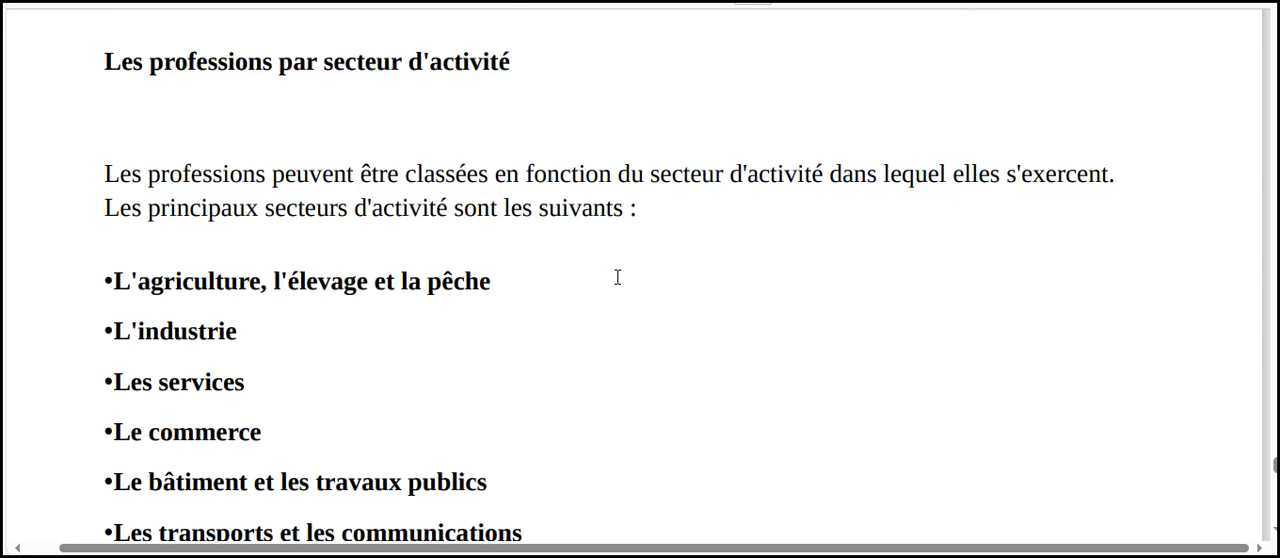 Les professions par secteur d'activité
Les professions peuvent être classées en fonction du secteur d'activité dans lequel elles s'exercent.
Les principaux secteurs d'activité sont les suivants :
•L'agriculture, l'élevage et la pêche
•L'industrie
•Les services
•Le commerce
•Le bâtiment et les travaux publics
•Les transports et les communications